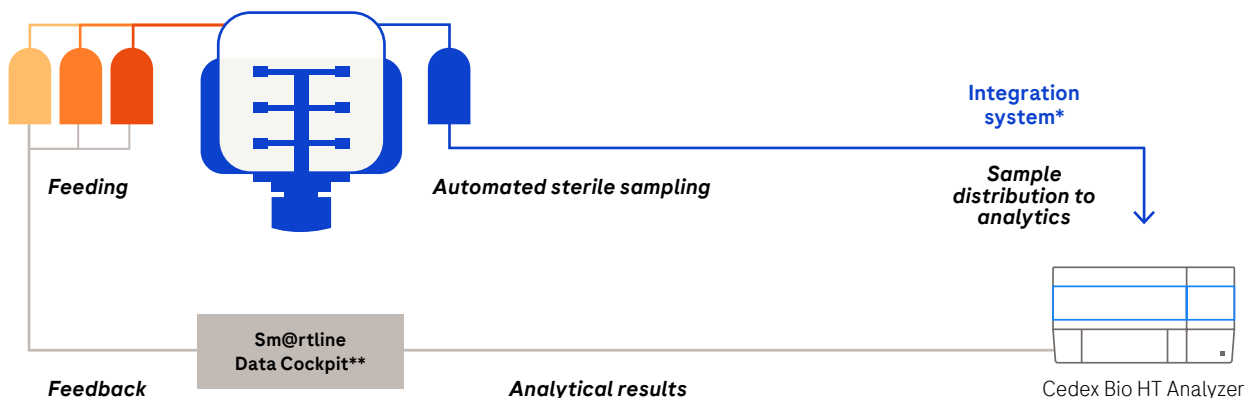 Integration
system*
Feeding
Automated sterile sampling
Sample
distribution to
analytics
Sm@rtline
Data Cockpit**
Feedback
Analytical results
Cedex Bio HT Analyzer